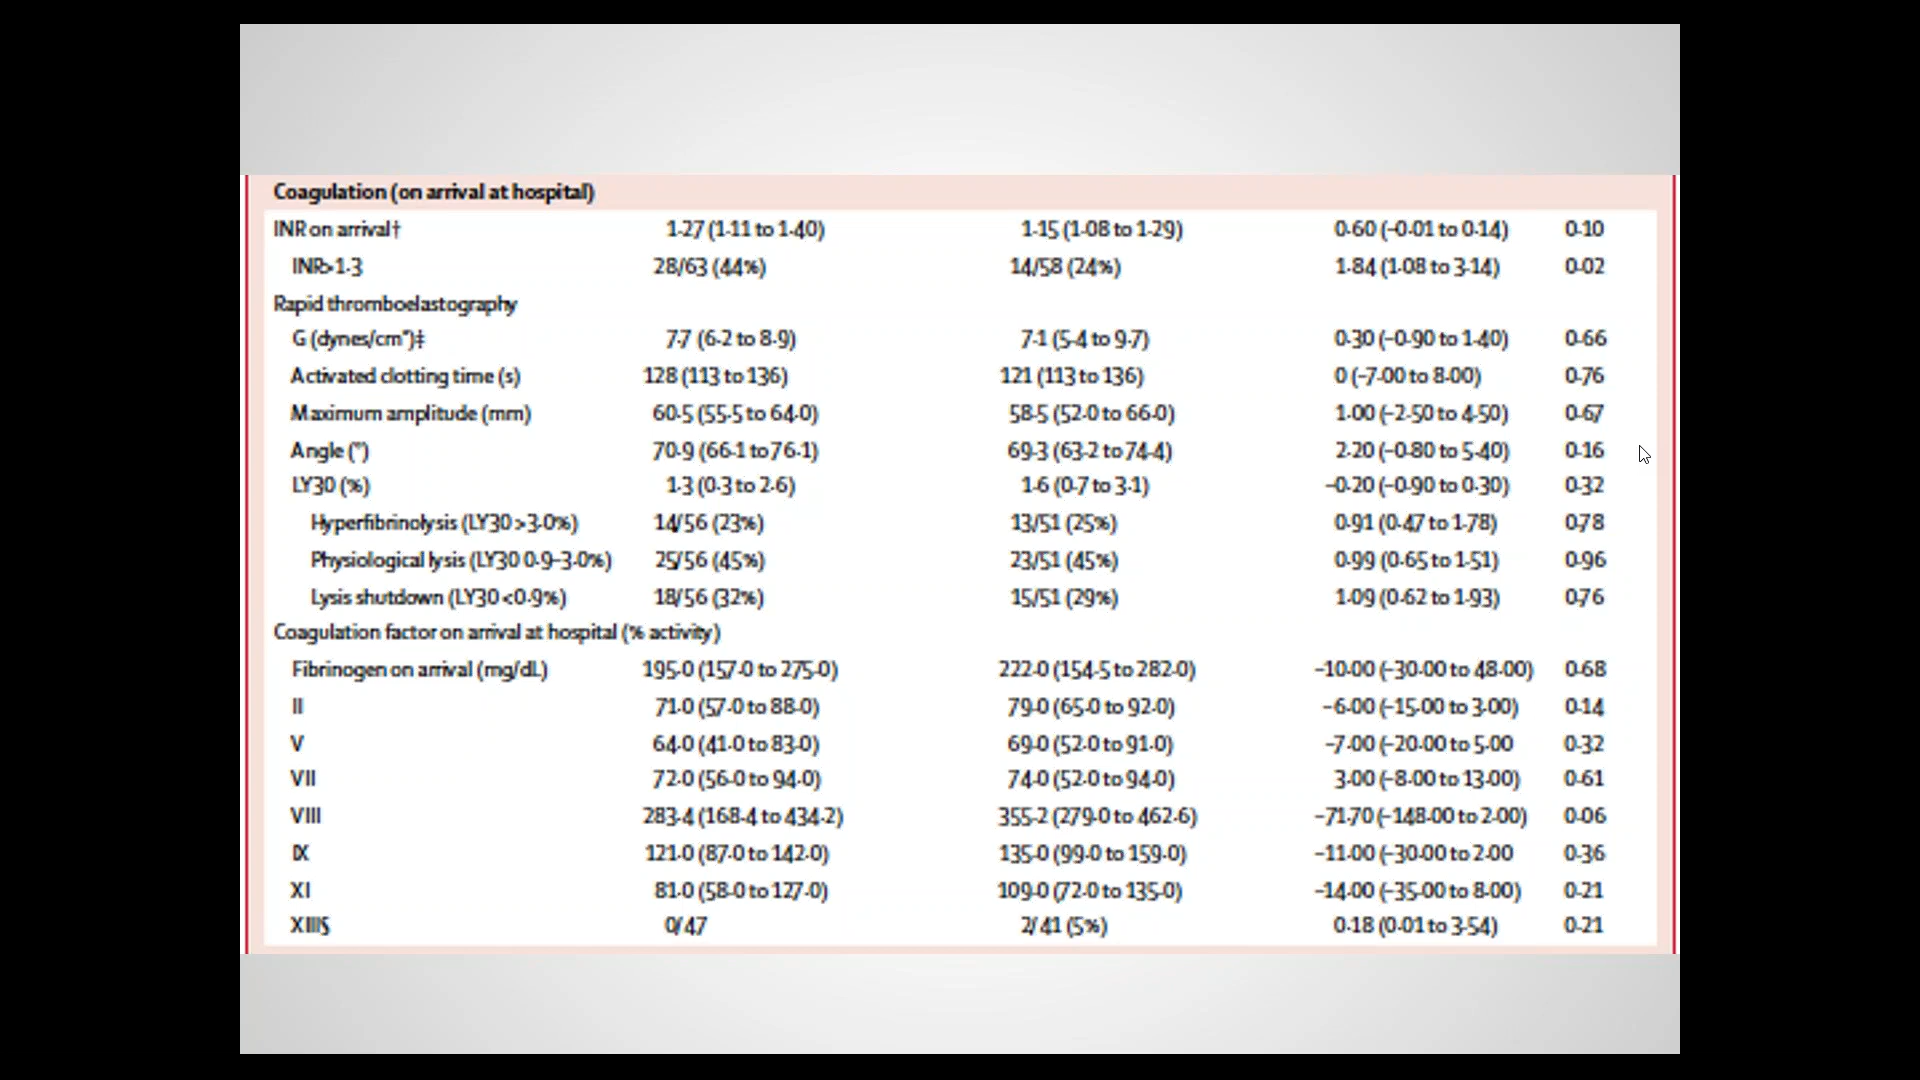 Coagulation (on arrival at hospital)
INR on arrival† 1·27 (1·11 to 1·40) 1·15 (1·08 to 1·29) 0·60 (−0·01 to 0·14) 0·10
INR>1·3 28/63 (44%) 14/58 (24%) 1·84 (1·08 to 3·14) 0·02
Rapid thromboelastography
G (dynes/cm²)‡ 7·7 (6·2 to 8·9) 7·1 (5·4 to 9·7) 0·30 (−0·90 to 1·40) 0·66
Activated clotting time (s) 128 (113 to 136) 121 (113 to 136) 0 (−7·00 to 8·00) 0·76
Maximum amplitude (mm) 60·5 (55·5 to 64·0) 58·5 (52·0 to 66·0) 1·00 (−2·50 to 4·50) 0·67
Angle (°) 70·9 (66·1 to 76·1) 69·3 (63·2 to 74·4) 2·20 (−0·80 to 5·40) 0·16
LY30 (%) 1·3 (0·3 to 2·6) 1·6 (0·7 to 3·1) −0·20 (−0·90 to 0·30) 0·32
Hyperfibrinolysis (LY30 >3·0%) 14/56 (23%) 13/51 (25%) 0·91 (0·47 to 1·78) 0·78
Physiological lysis (LY30 0·9–3·0%) 25/56 (45%) 23/51 (45%) 0·99 (0·65 to 1·51) 0·96
Lysis shutdown (LY30 <0·9%) 18/56 (32%) 15/51 (29%) 1·09 (0·62 to 1·93) 0·76
Coagulation factor on arrival at hospital (% activity)
Fibrinogen on arrival (mg/dL) 195·0 (157·0 to 275·0) 222·0 (154·5 to 282·0) −10·00 (−30·00 to 48·00) 0·68
II 71·0 (57·0 to 88·0) 79·0 (65·0 to 92·0) −6·00 (−15·00 to 3·00) 0·14
V 64·0 (41·0 to 83·0) 69·0 (52·0 to 91·0) −7·00 (−20·00 to 5·00 0·32
VII 72·0 (56·0 to 94·0) 74·0 (52·0 to 94·0) 3·00 (−8·00 to 13·00) 0·61
VIII 283·4 (168·4 to 434·2) 355·2 (279·0 to 462·6) −71·70 (−148·00 to 2·00) 0·06
IX 121·0 (87·0 to 142·0) 135·0 (99·0 to 159·0) −11·00 (−30·00 to 2·00 0·36
XI 81·0 (58·0 to 127·0) 109·0 (72·0 to 135·0) −14·00 (−35·00 to 8·00) 0·21
XIII§ 0/47 2/41 (5%) 0·18 (0·01 to 3·54) 0·21